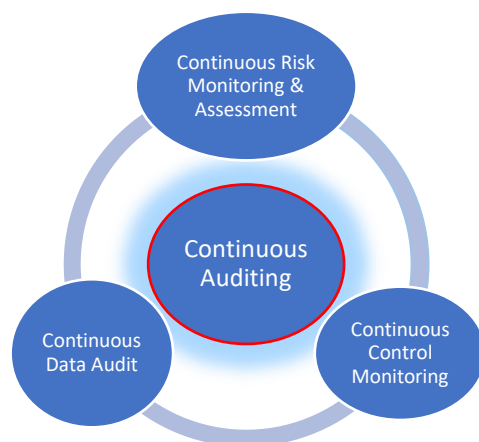 Continuous Risk
Monitoring &
Assessment
Continuous
Auditing
Continuous
Data Audit
Continuous
Control
Monitoring